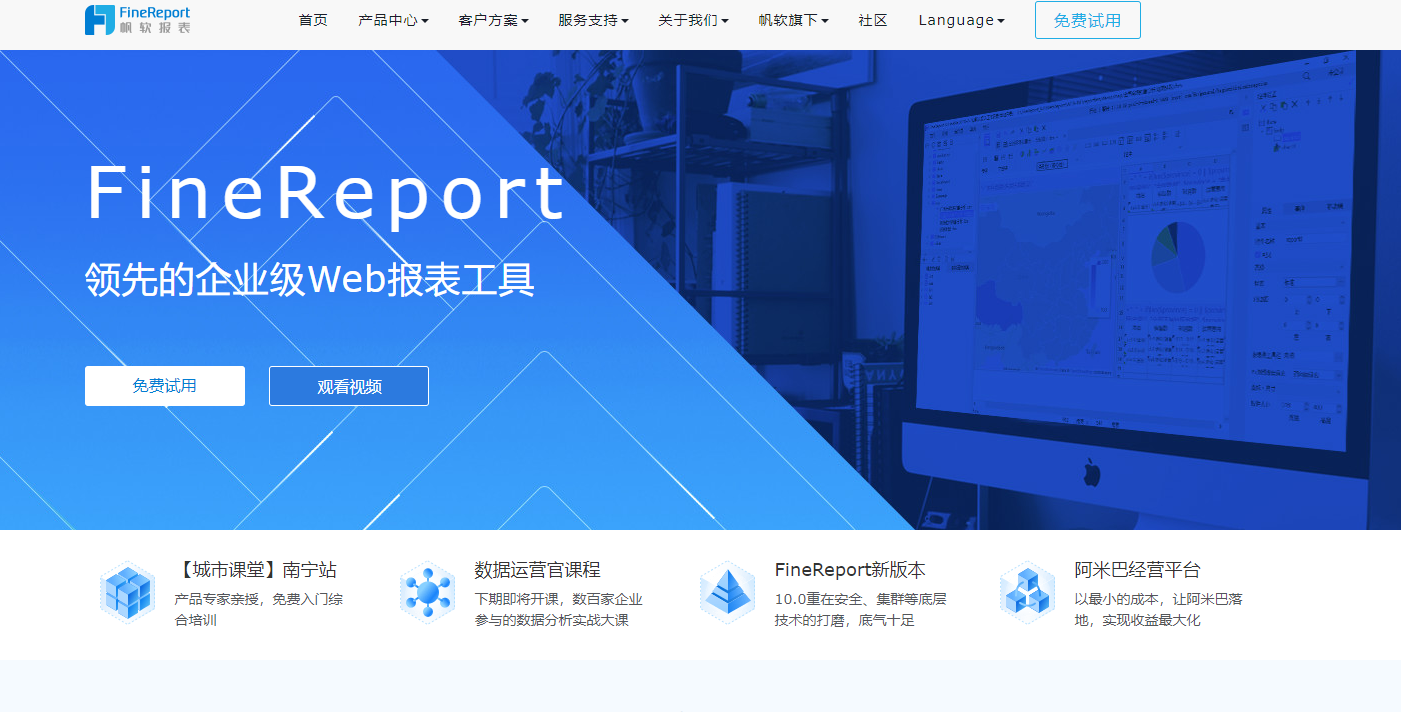 FineReport
帆软报表
首页 产品中心 客户方案 服务支持 关于我们 帆软旗下 社区 Language 免费试用
FineReport
领先的企业级Web报表工具
免费试用 观看视频
【城市课堂】南宁站
产品专家亲授，免费入门综
合培训
数据运营官课程
下期即将开课，数百家企业
参与的数据分析实战大课
FineReport新版本
10.0重在安全、集群等底层
技术的打磨，底气十足
阿米巴经营平台
以最小的成本，让阿米巴落
地，实现收益最大化